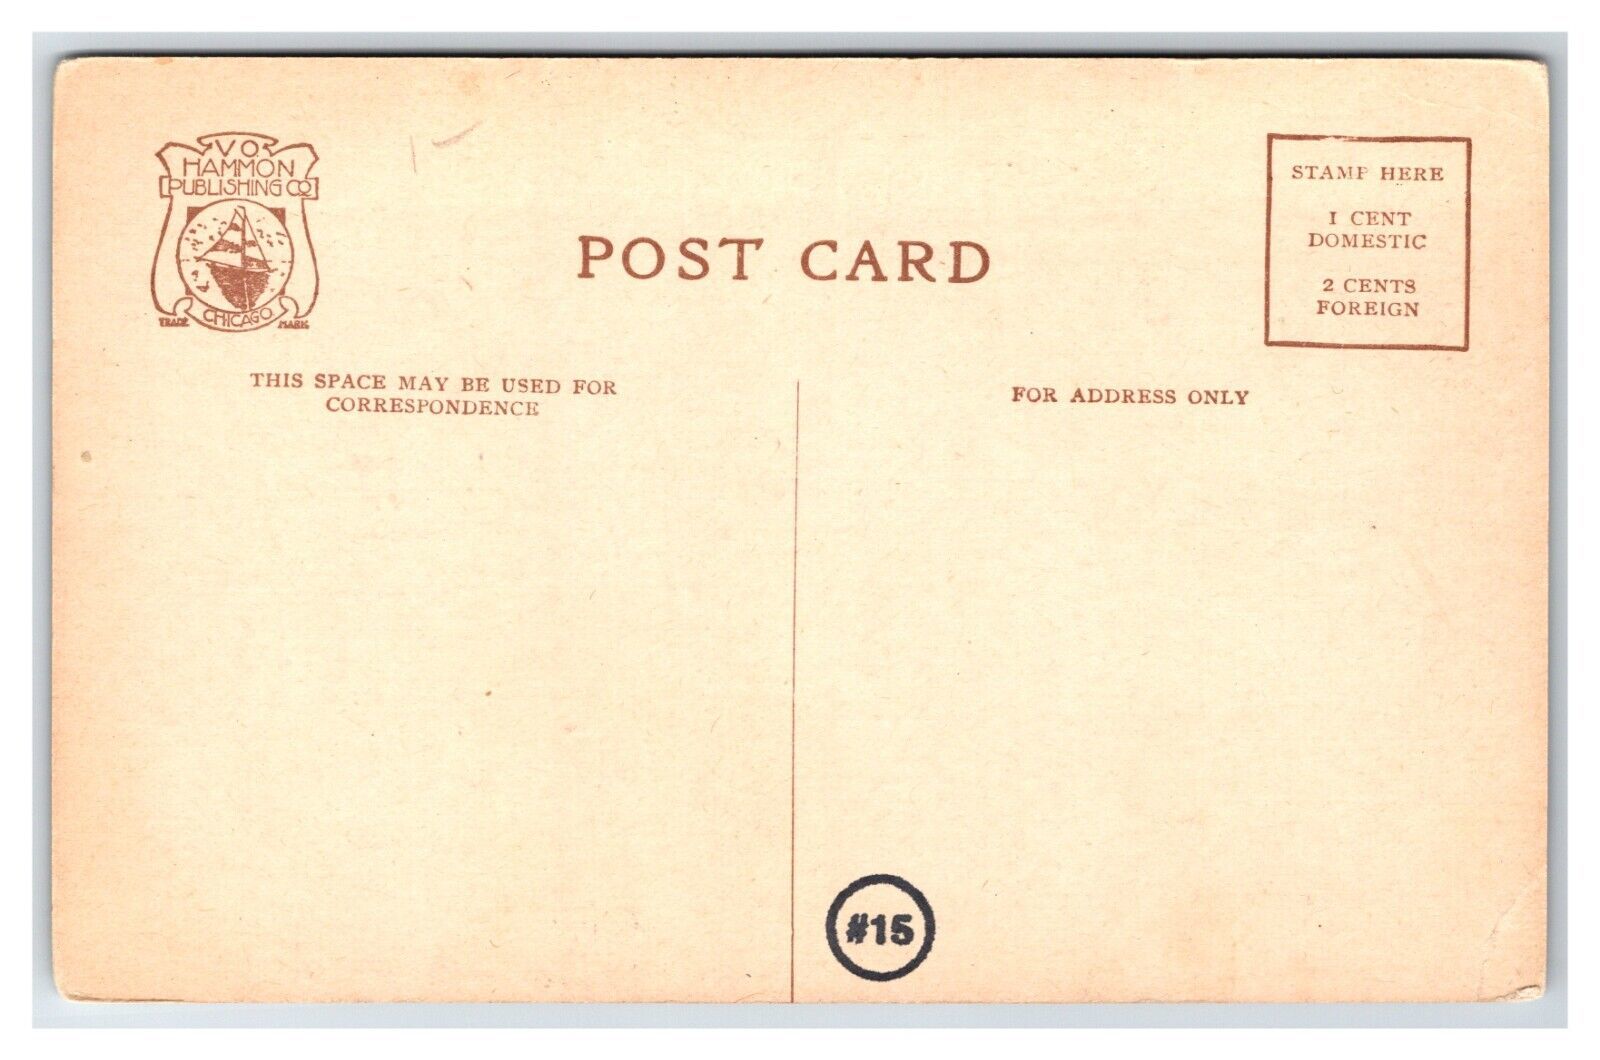 V.O.
HAMMON
PUBLISHING CO.
CHICAGO
TRADE MARK
POST CARD
STAMP HERE
1 CENT
DOMESTIC
2 CENTS
FOREIGN
THIS SPACE MAY BE USED FOR
CORRESPONDENCE
FOR ADDRESS ONLY
#15